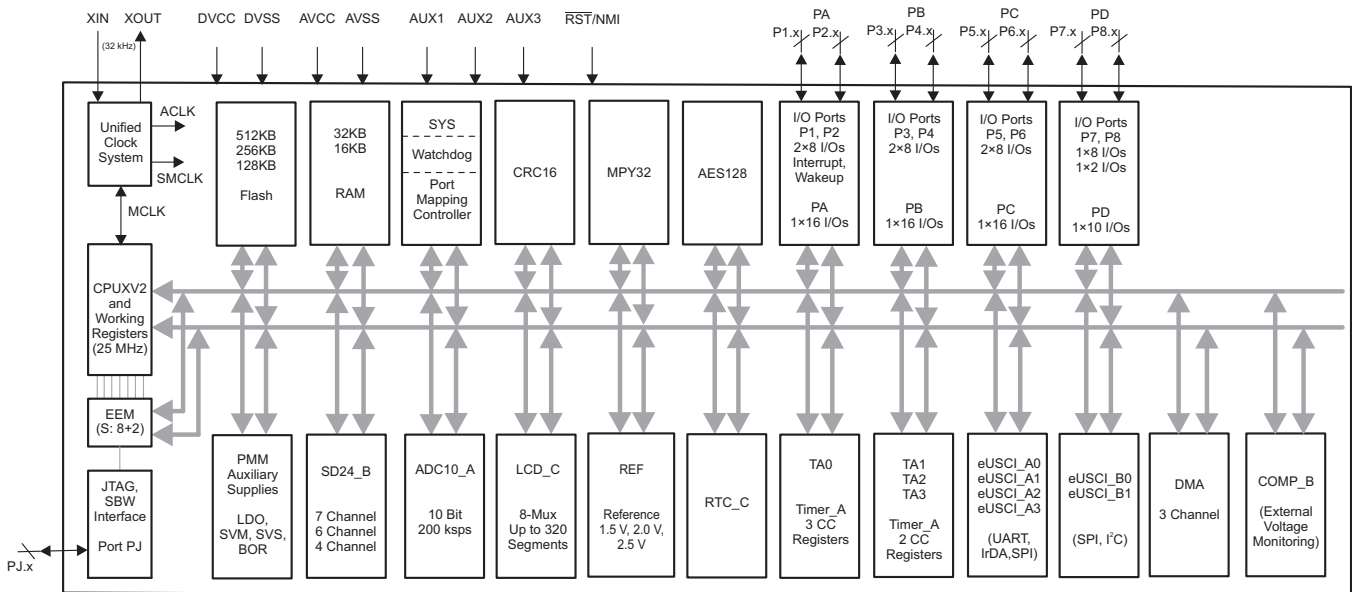 XIN
XOUT
(32 kHz)
DVCC
DVSS
AVCC
AVSS
AUX1
AUX2
AUX3
RST/NMI
PA
P1.x
P2.x
PB
P3.x
P4.x
PC
P5.x
P6.x
PD
P7.x
P8.x
Unified
Clock
System
ACLK
SMCLK
MCLK
512KB
256KB
128KB
Flash
32KB
16KB
RAM
SYS
Watchdog
Port
Mapping
Controller
CRC16
MPY32
AES128
I/O Ports
P1, P2
2×8 I/Os
Interrupt,
Wakeup
PA
1×16 I/Os
I/O Ports
P3, P4
2×8 I/Os
PB
1×16 I/Os
I/O Ports
P5, P6
2×8 I/Os
PC
1×16 I/Os
I/O Ports
P7, P8
1×8 I/Os
1×2 I/Os
PD
1×10 I/Os
CPUXV2
and
Working
Registers
(25 MHz)
EEM
(S: 8+2)
JTAG,
SBW
Interface
Port PJ
PJ.x
PMM
Auxiliary
Supplies
LDO,
SVM, SVS,
BOR
SD24_B
7 Channel
6 Channel
4 Channel
ADC10_A
10 Bit
200 ksps
LCD_C
8-Mux
Up to 320
Segments
REF
Reference
1.5 V, 2.0 V,
2.5 V
RTC_C
TA0
Timer_A
3 CC
Registers
TA1
TA2
TA3
Timer_A
2 CC
Registers
eUSCI_A0
eUSCI_A1
eUSCI_A2
eUSCI_A3
(UART,
IrDA,SPI)
eUSCI_B0
eUSCI_B1
(SPI, I²C)
DMA
3 Channel
COMP_B
(External
Voltage
Monitoring)